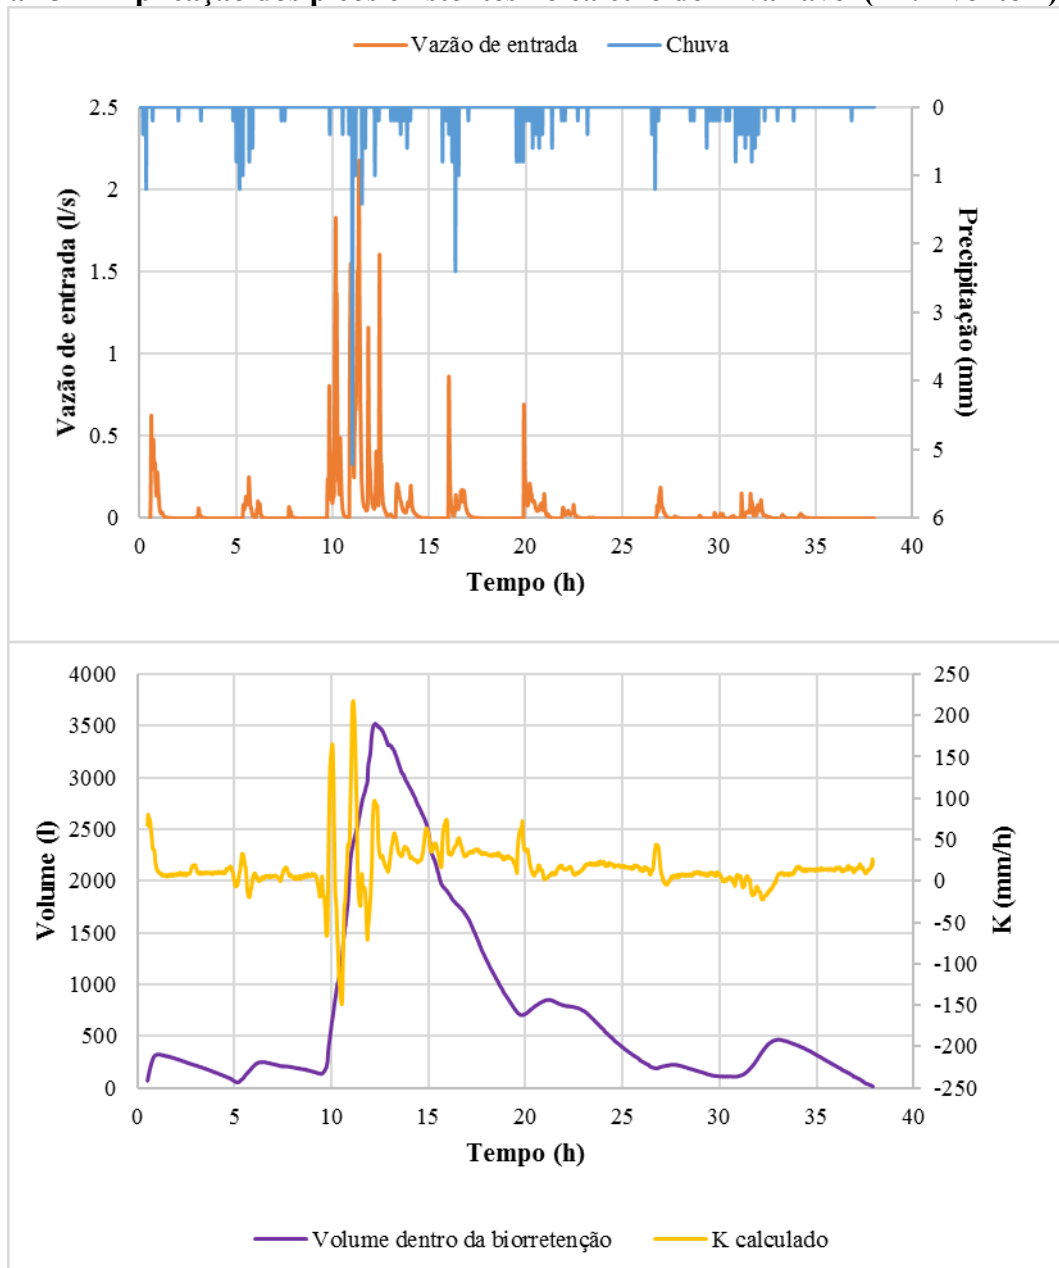 Vazão de entrada Chuva
2.5 0
2 1
1.5 2
1 3
0.5 4
0 5
6
Vazão de entrada (l/s)
Precipitação (mm)
0 5 10 15 20 25 30 35 40
Tempo (h)
4000 250
3500 200
3000 150
2500 100
2000 50
1500 0
1000 -50
500 -100
0 -150
-200
-250
Volume (l)
K (mm/h)
0 5 10 15 20 25 30 35 40
Tempo (h)
Volume dentro da biorretenção K calculado